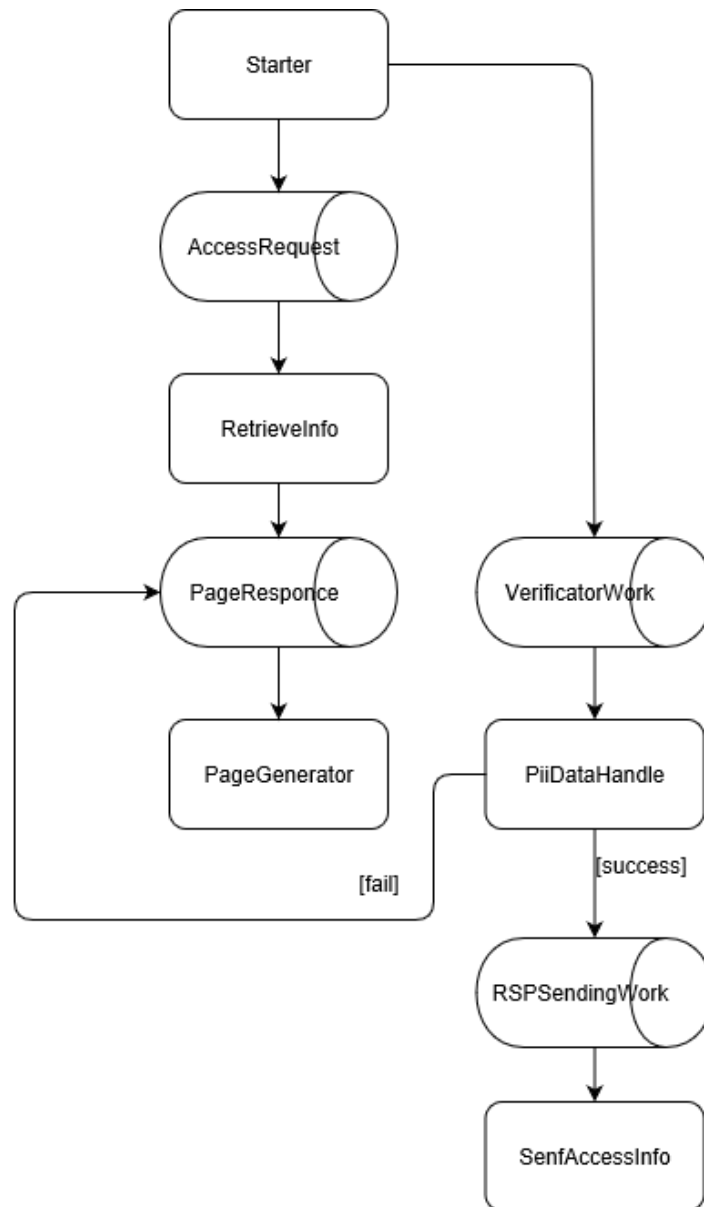 Starter
AccessRequest
RetrieveInfo
PageResponce
VerificatorWork
PageGenerator
PiiDataHandle
[success]
[fail]
RSPSendingWork
SenfAccessInfo